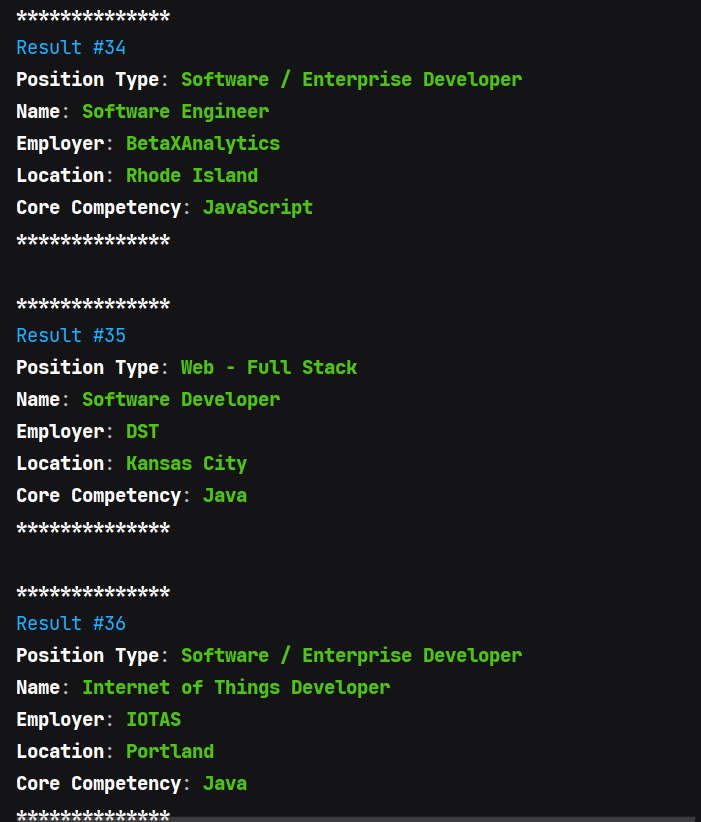 **************
Result #34
Position Type: Software / Enterprise Developer
Name: Software Engineer
Employer: BetaXAnalytics
Location: Rhode Island
Core Competency: JavaScript
**************
**************
Result #35
Position Type: Web - Full Stack
Name: Software Developer
Employer: DST
Location: Kansas City
Core Competency: Java
**************
**************
Result #36
Position Type: Software / Enterprise Developer
Name: Internet of Things Developer
Employer: IOTAS
Location: Portland
Core Competency: Java
**************